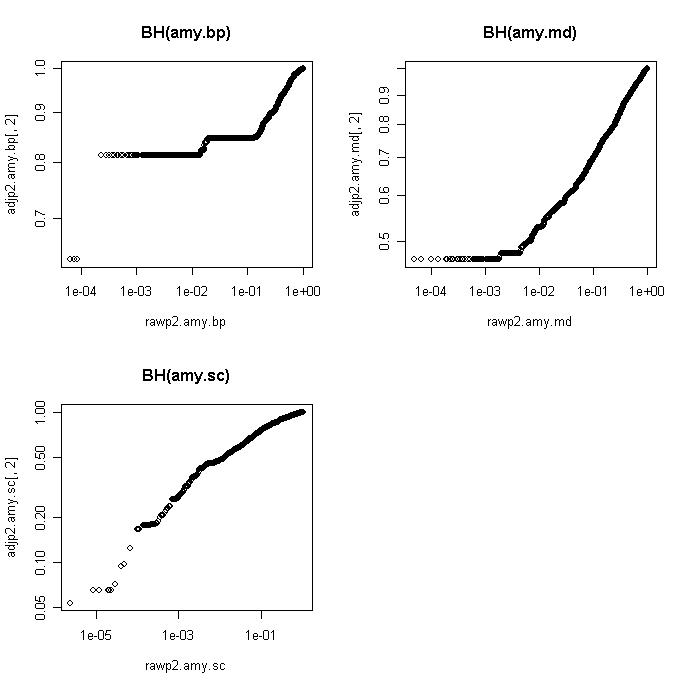 BH(amy.bp)
adjp2.amy.bp[, 2]
1.0
0.9
0.8
0.7
1e-04 1e-03 1e-02 1e-01 1e+00
rawp2.amy.bp
BH(amy.md)
adjp2.amy.md[, 2]
0.9
0.8
0.7
0.6
0.5
1e-04 1e-03 1e-02 1e-01 1e+00
rawp2.amy.md
BH(amy.sc)
adjp2.amy.sc[, 2]
1.00
0.50
0.20
0.10
0.05
1e-05 1e-03 1e-01
rawp2.amy.sc